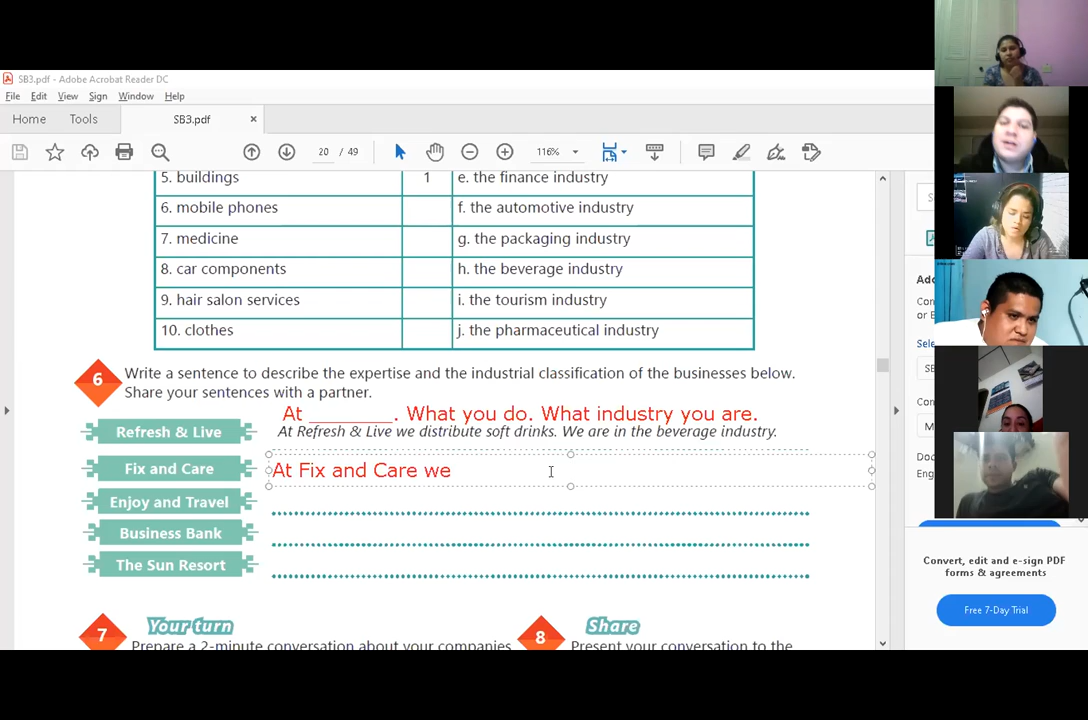 SB3.pdf - Adobe Acrobat Reader DC
File Edit View Sign Window Help
Home Tools SB3.pdf ×
20 / 49 116%
5. buildings 1 e. the finance industry
6. mobile phones f. the automotive industry
7. medicine g. the packaging industry
8. car components h. the beverage industry
9. hair salon services i. the tourism industry
10. clothes j. the pharmaceutical industry
6 Write a sentence to describe the expertise and the industrial classification of the businesses below.
Share your sentences with a partner.
At ________. What you do. What industry you are.
Refresh & Live At Refresh & Live we distribute soft drinks. We are in the beverage industry.
Fix and Care At Fix and Care we
Enjoy and Travel
Business Bank
The Sun Resort
7 Your turn 8 Share
Prepare a 2-minute conversation about your companies Present your conversation to the
Convert, edit and e-sign PDF
forms & agreements
Free 7-Day Trial